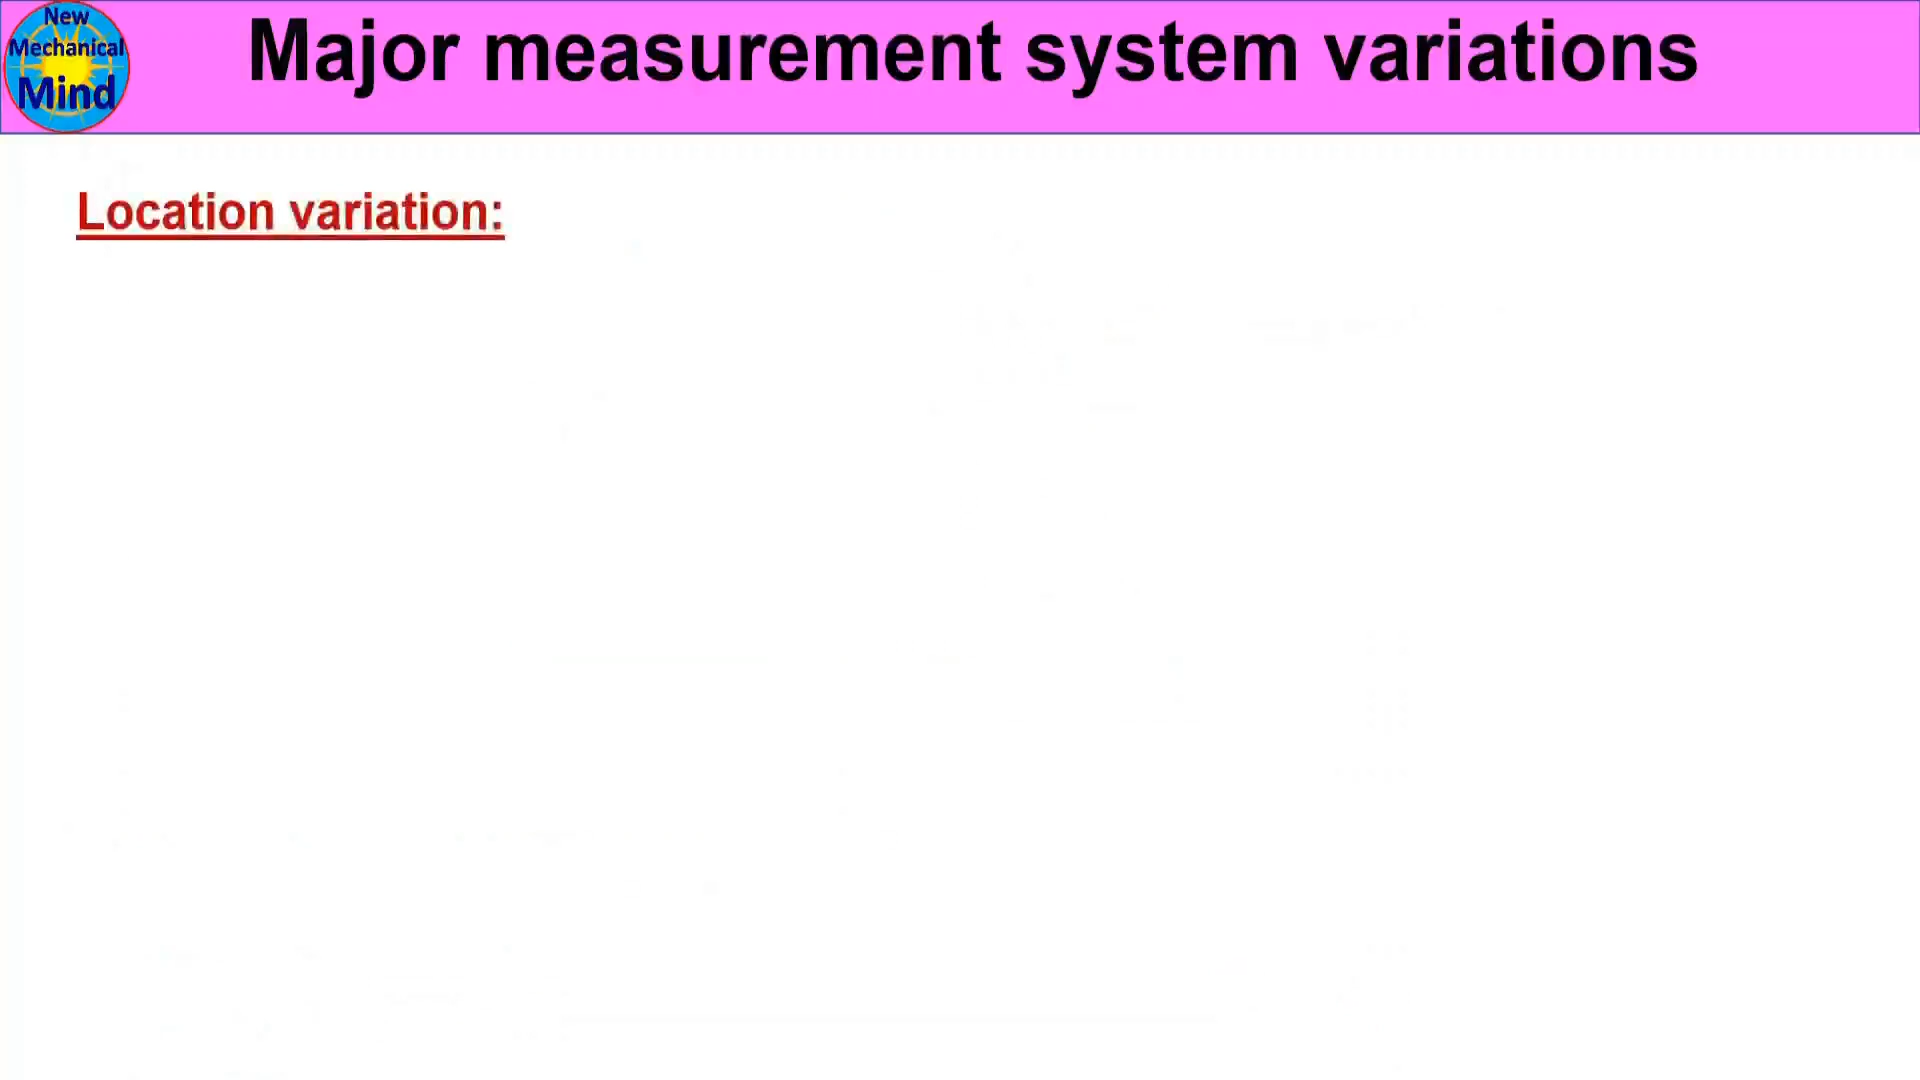 New
Mechanical
Mind
Major measurement system variations
Location variation: